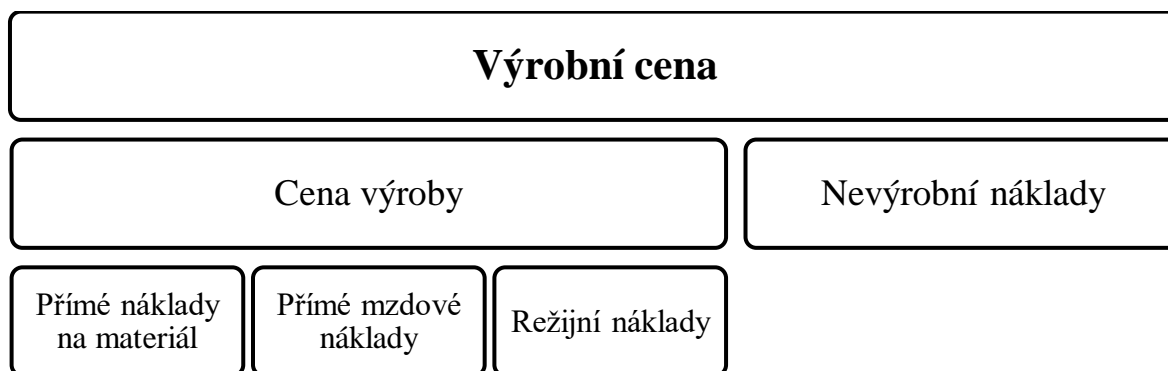 Výrobní cena
Cena výroby
Nevýrobní náklady
Přímé náklady
na materiál
Přímé mzdové
náklady
Režijní náklady